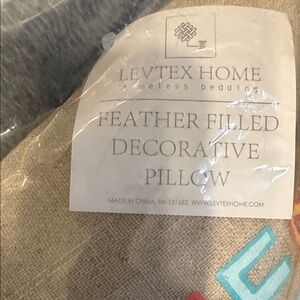 LEVTEX HOME
timeless bedding
FEATHER FILLED
DECORATIVE
PILLOW
MADE IN CHINA, RN 131683, WWW.LEVTEXHOME.COM
E